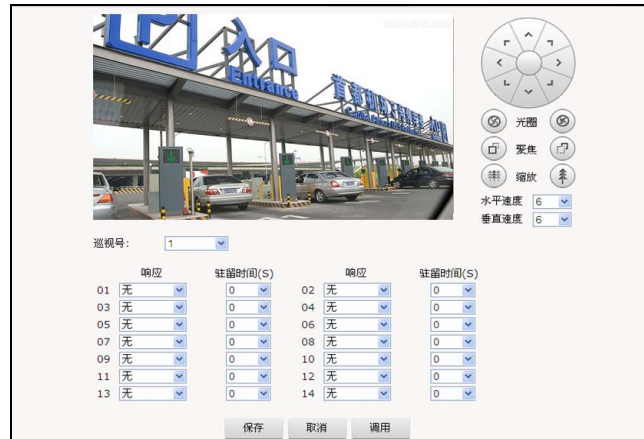 P 入口
Entrance
首都机场
光圈
聚焦
缩放
水平速度 6
垂直速度 6
巡视号: 1
响应 驻留时间(S) 响应 驻留时间(S)
01 无 0 02 无 0
03 无 0 04 无 0
05 无 0 06 无 0
07 无 0 08 无 0
09 无 0 10 无 0
11 无 0 12 无 0
13 无 0 14 无 0
保存 取消 调用